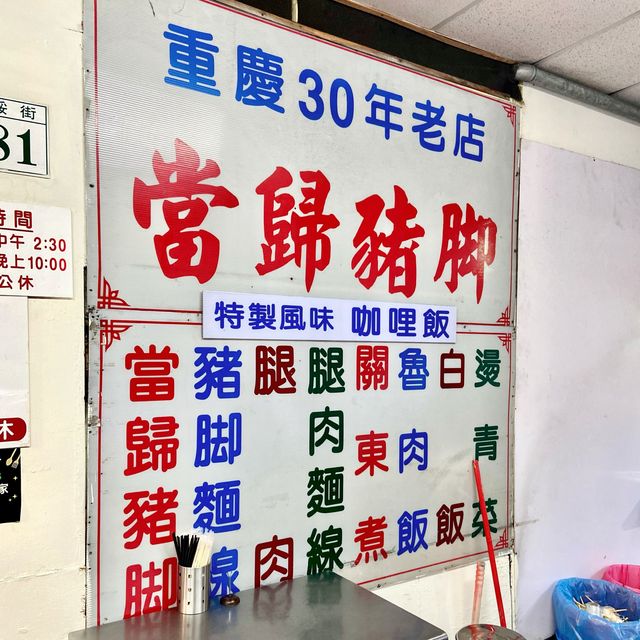 重慶30年老店
當歸豬脚
特製風味 咖哩飯
當歸豬脚
豬脚麵線
腿肉
腿肉麵線
關東煮
魯肉飯
白飯
燙青菜
街
81
時間
中午 2:30
晚上10:00
公休
休
家